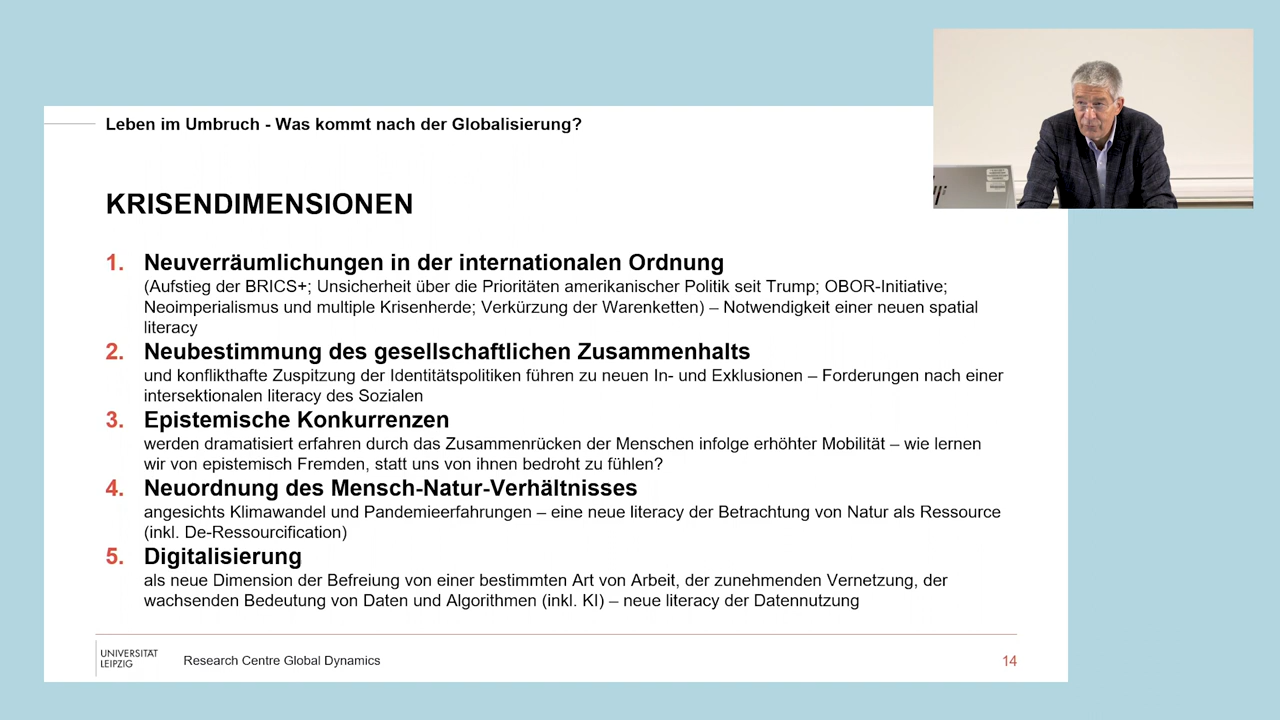 Leben im Umbruch - Was kommt nach der Globalisierung?
KRISENDIMENSIONEN
1. Neuverräumlichungen in der internationalen Ordnung
(Aufstieg der BRICS+; Unsicherheit über die Prioritäten amerikanischer Politik seit Trump; OBOR-Initiative;
Neoimperialismus und multiple Krisenherde; Verkürzung der Warenketten) – Notwendigkeit einer neuen spatial
literacy
2. Neubestimmung des gesellschaftlichen Zusammenhalts
und konflikthafte Zuspitzung der Identitätspolitiken führen zu neuen In- und Exklusionen – Forderungen nach einer
intersektionalen literacy des Sozialen
3. Epistemische Konkurrenzen
werden dramatisiert erfahren durch das Zusammenrücken der Menschen infolge erhöhter Mobilität – wie lernen
wir von epistemisch Fremden, statt uns von ihnen bedroht zu fühlen?
4. Neuordnung des Mensch-Natur-Verhältnisses
angesichts Klimawandel und Pandemieerfahrungen – eine neue literacy der Betrachtung von Natur als Ressource
(inkl. De-Ressourcification)
5. Digitalisierung
als neue Dimension der Befreiung von einer bestimmten Art von Arbeit, der zunehmenden Vernetzung, der
wachsenden Bedeutung von Daten und Algorithmen (inkl. KI) – neue literacy der Datennutzung
UNIVERSITÄT
LEIPZIG
Research Centre Global Dynamics
14